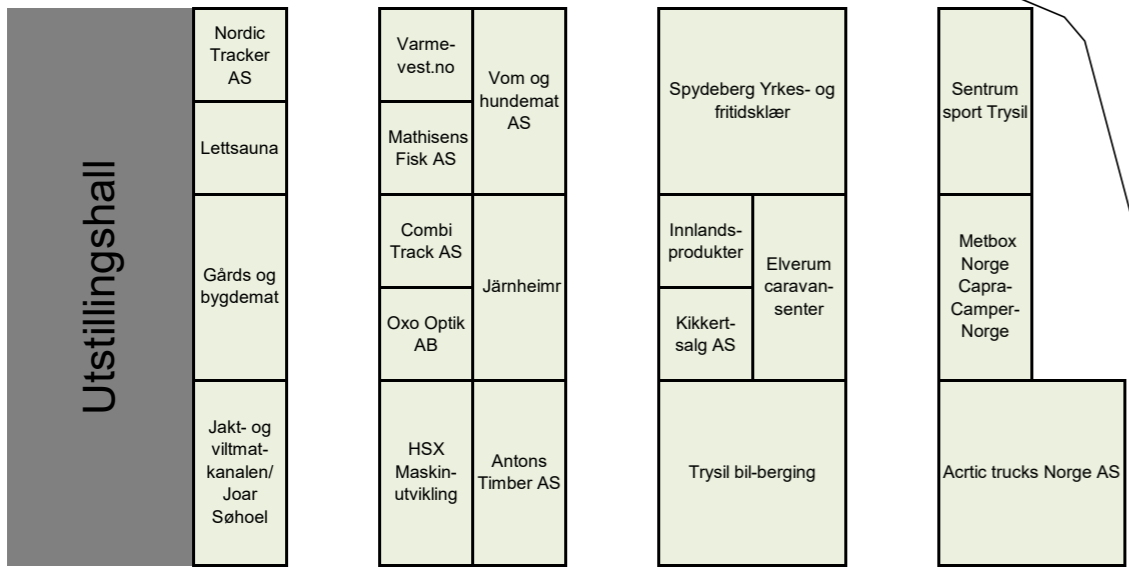 Utstillingshall
Nordic
Tracker
AS
Lettsauna
Gårds og
bygdemat
Jakt- og
viltmat-
kanalen/
Joar
Søhoel
Varme-
vest.no
Mathisens
Fisk AS
Vom og
hundemat
AS
Combi
Track AS
Oxo Optik
AB
Järnheimr
HSX
Maskin-
utvikling
Antons
Timber AS
Spydeberg Yrkes- og
fritidsklær
Innlands-
produkter
Kikkert-
salg AS
Elverum
caravan-
senter
Trysil bil-berging
Sentrum
sport Trysil
Metbox
Norge
Capra-
Camper-
Norge
Acrtic trucks Norge AS